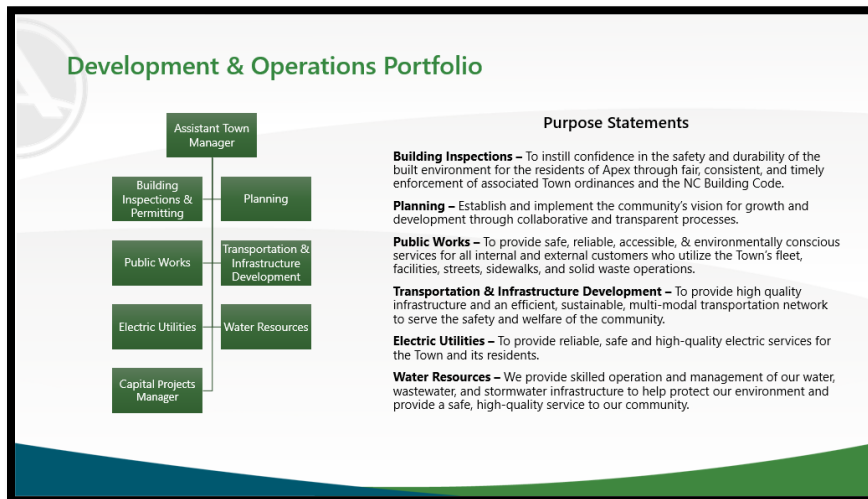 Development & Operations Portfolio
Assistant Town
Manager
Building
Inspections &
Permitting
Planning
Public Works
Transportation &
Infrastructure
Development
Electric Utilities
Water Resources
Capital Projects
Manager
Purpose Statements
Building Inspections – To instill confidence in the safety and durability of the
built environment for the residents of Apex through fair, consistent, and timely
enforcement of associated Town ordinances and the NC Building Code.
Planning – Establish and implement the community’s vision for growth and
development through collaborative and transparent processes.
Public Works – To provide safe, reliable, accessible, & environmentally conscious
services for all internal and external customers who utilize the Town’s fleet,
facilities, streets, sidewalks, and solid waste operations.
Transportation & Infrastructure Development – To provide high quality
infrastructure and an efficient, sustainable, multi-modal transportation network
to serve the safety and welfare of the community.
Electric Utilities – To provide reliable, safe and high-quality electric services for
the Town and its residents.
Water Resources – We provide skilled operation and management of our water,
wastewater, and stormwater infrastructure to help protect our environment and
provide a safe, high-quality service to our community.